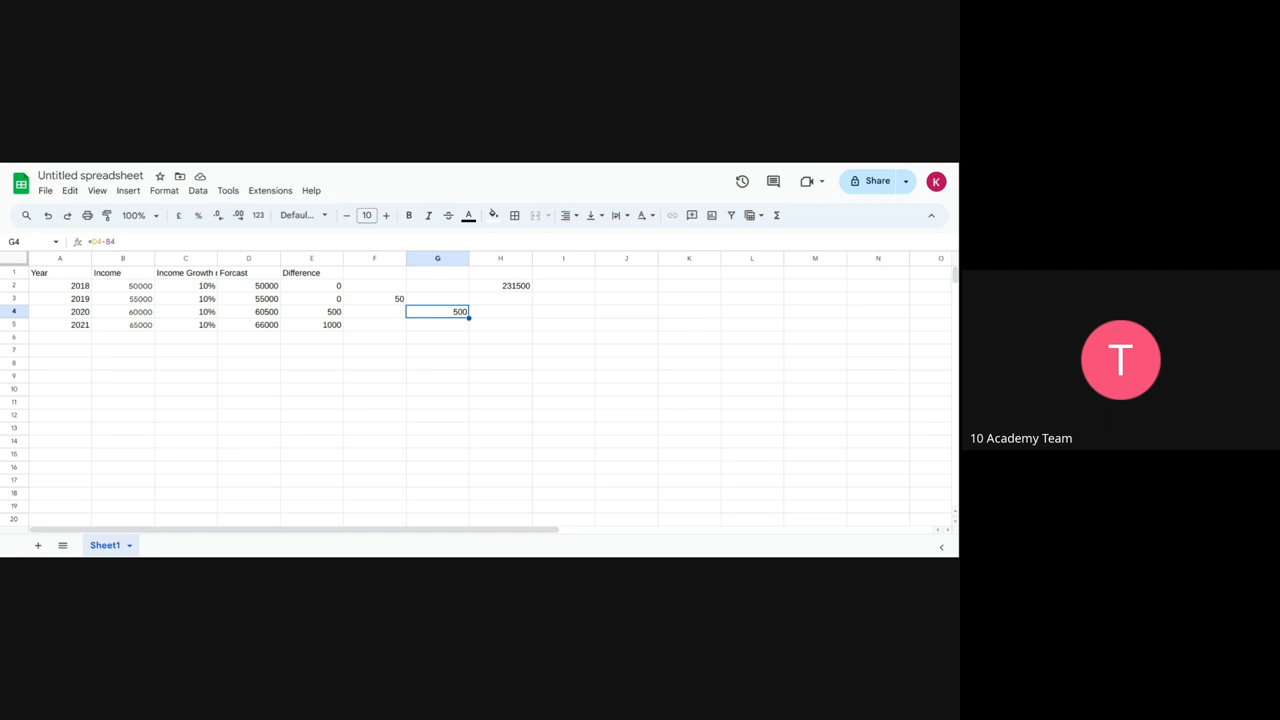 Untitled spreadsheet
File Edit View Insert Format Data Tools Extensions Help
Share
K
100% £ % .0 .00 123 Defaul... − 10 + B I S A Σ
G4 fx =D4-B4
A B C D E F G H I J K L M N O
1 Year Income Income Growth r Forcast Difference
2 2018 50000 10% 50000 0 231500
3 2019 55000 10% 55000 0 50
4 2020 60000 10% 60500 500 500
5 2021 65000 10% 66000 1000
6
7
8
9
10
11
12
13
14
15
16
17
18
19
20
+ Sheet1
T
10 Academy Team